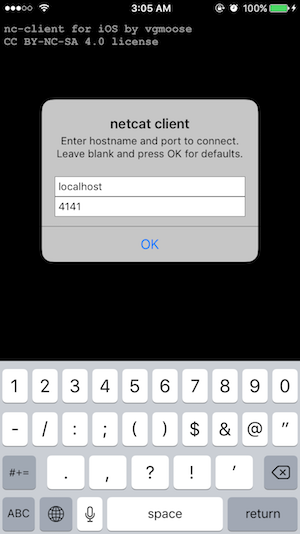 3:05 AM
100%
nc-client for iOS by vgmoose
CC BY-NC-SA 4.0 license
netcat client
Enter hostname and port to connect.
Leave blank and press OK for defaults.
localhost
4141
OK
1 2 3 4 5 6 7 8 9 0
- / : ; ( ) $ & @ "
#+= . , ? ! '
ABC space return